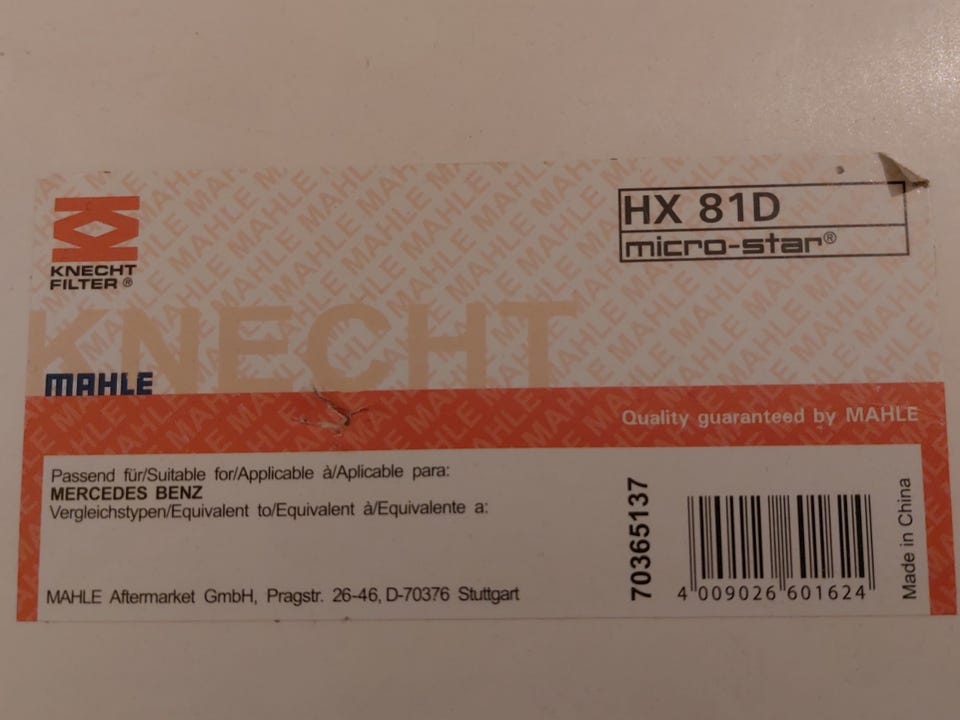 HX 81D
micro-star®
KNECHT
FILTER®
KNECHT
MAHLE
Quality guaranteed by MAHLE
Passend für/Suitable for/Applicable à/Aplicable para:
MERCEDES BENZ
Vergleichstypen/Equivalent to/Equivalent à/Equivalente a:
MAHLE Aftermarket GmbH, Pragstr. 26-46, D-70376 Stuttgart
70365137
4 009026 601624
Made in China